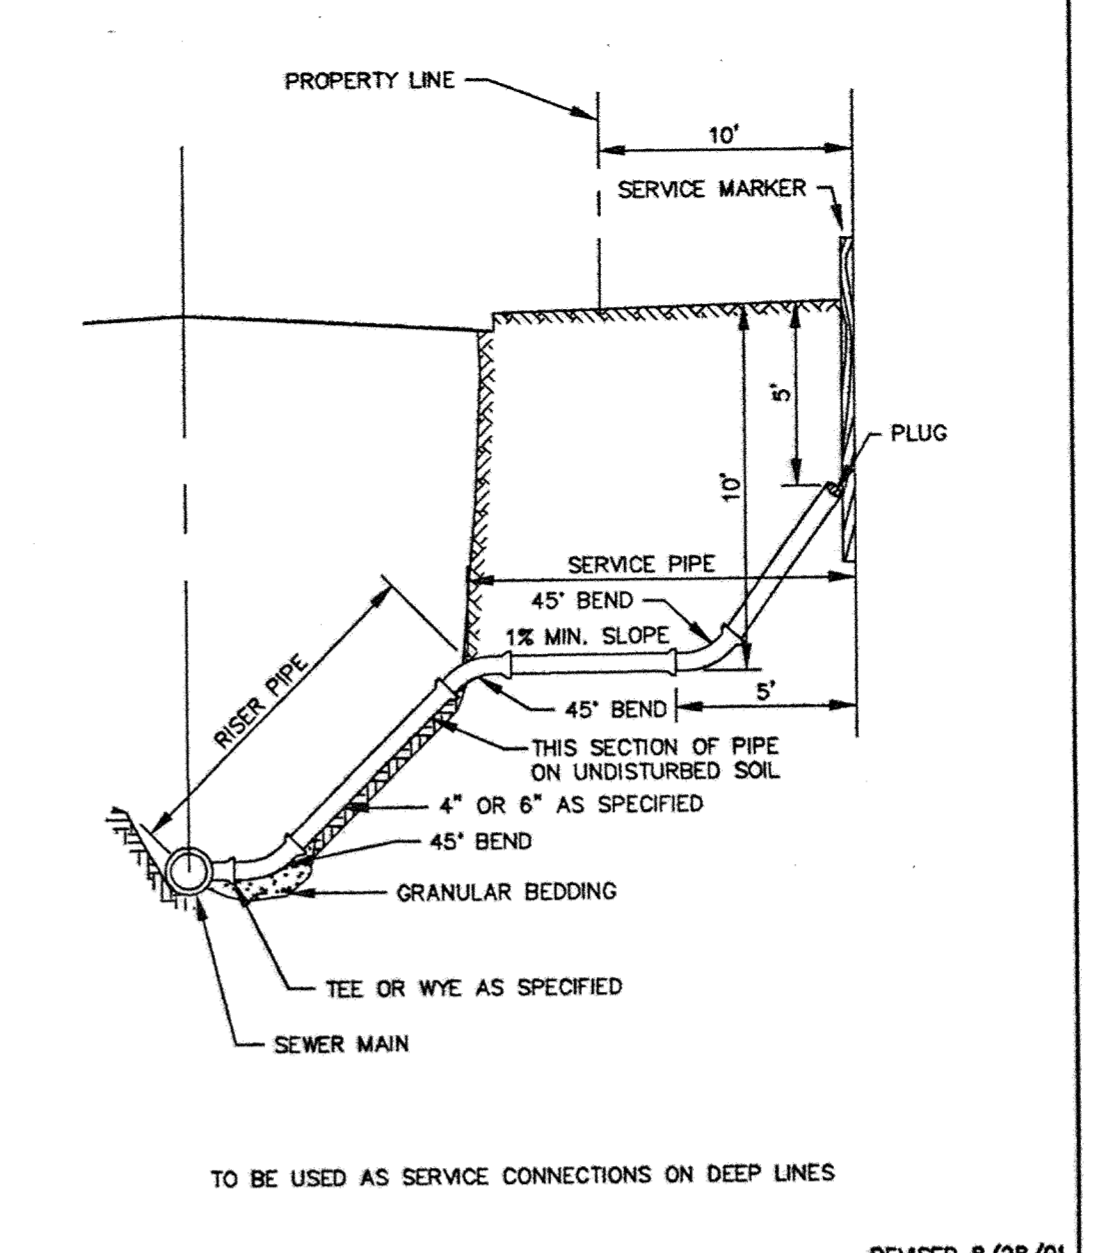 PROPERTY LINE
10'
SERVICE MARKER
5'
PLUG
10'
SERVICE PIPE
45° BEND
1% MIN. SLOPE
RISER PIPE
5'
45° BEND
THIS SECTION OF PIPE
ON UNDISTURBED SOIL
4" OR 6" AS SPECIFIED
45° BEND
GRANULAR BEDDING
TEE OR WYE AS SPECIFIED
SEWER MAIN
TO BE USED AS SERVICE CONNECTIONS ON DEEP LINES
REVISED